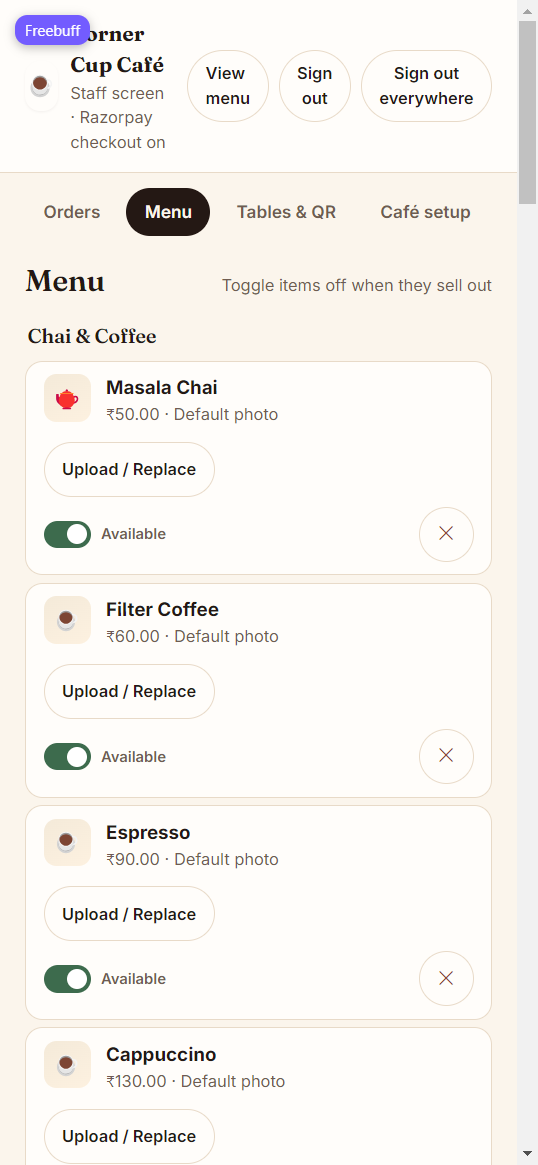 Freebuff
orner
Cup Café
Staff screen
· Razorpay
checkout on
View
menu
Sign
out
Sign out
everywhere
Orders
Menu
Tables & QR
Café setup
Menu
Toggle items off when they sell out
Chai & Coffee
Masala Chai
₹50.00 · Default photo
Upload / Replace
Available
Filter Coffee
₹60.00 · Default photo
Upload / Replace
Available
Espresso
₹90.00 · Default photo
Upload / Replace
Available
Cappuccino
₹130.00 · Default photo
Upload / Replace